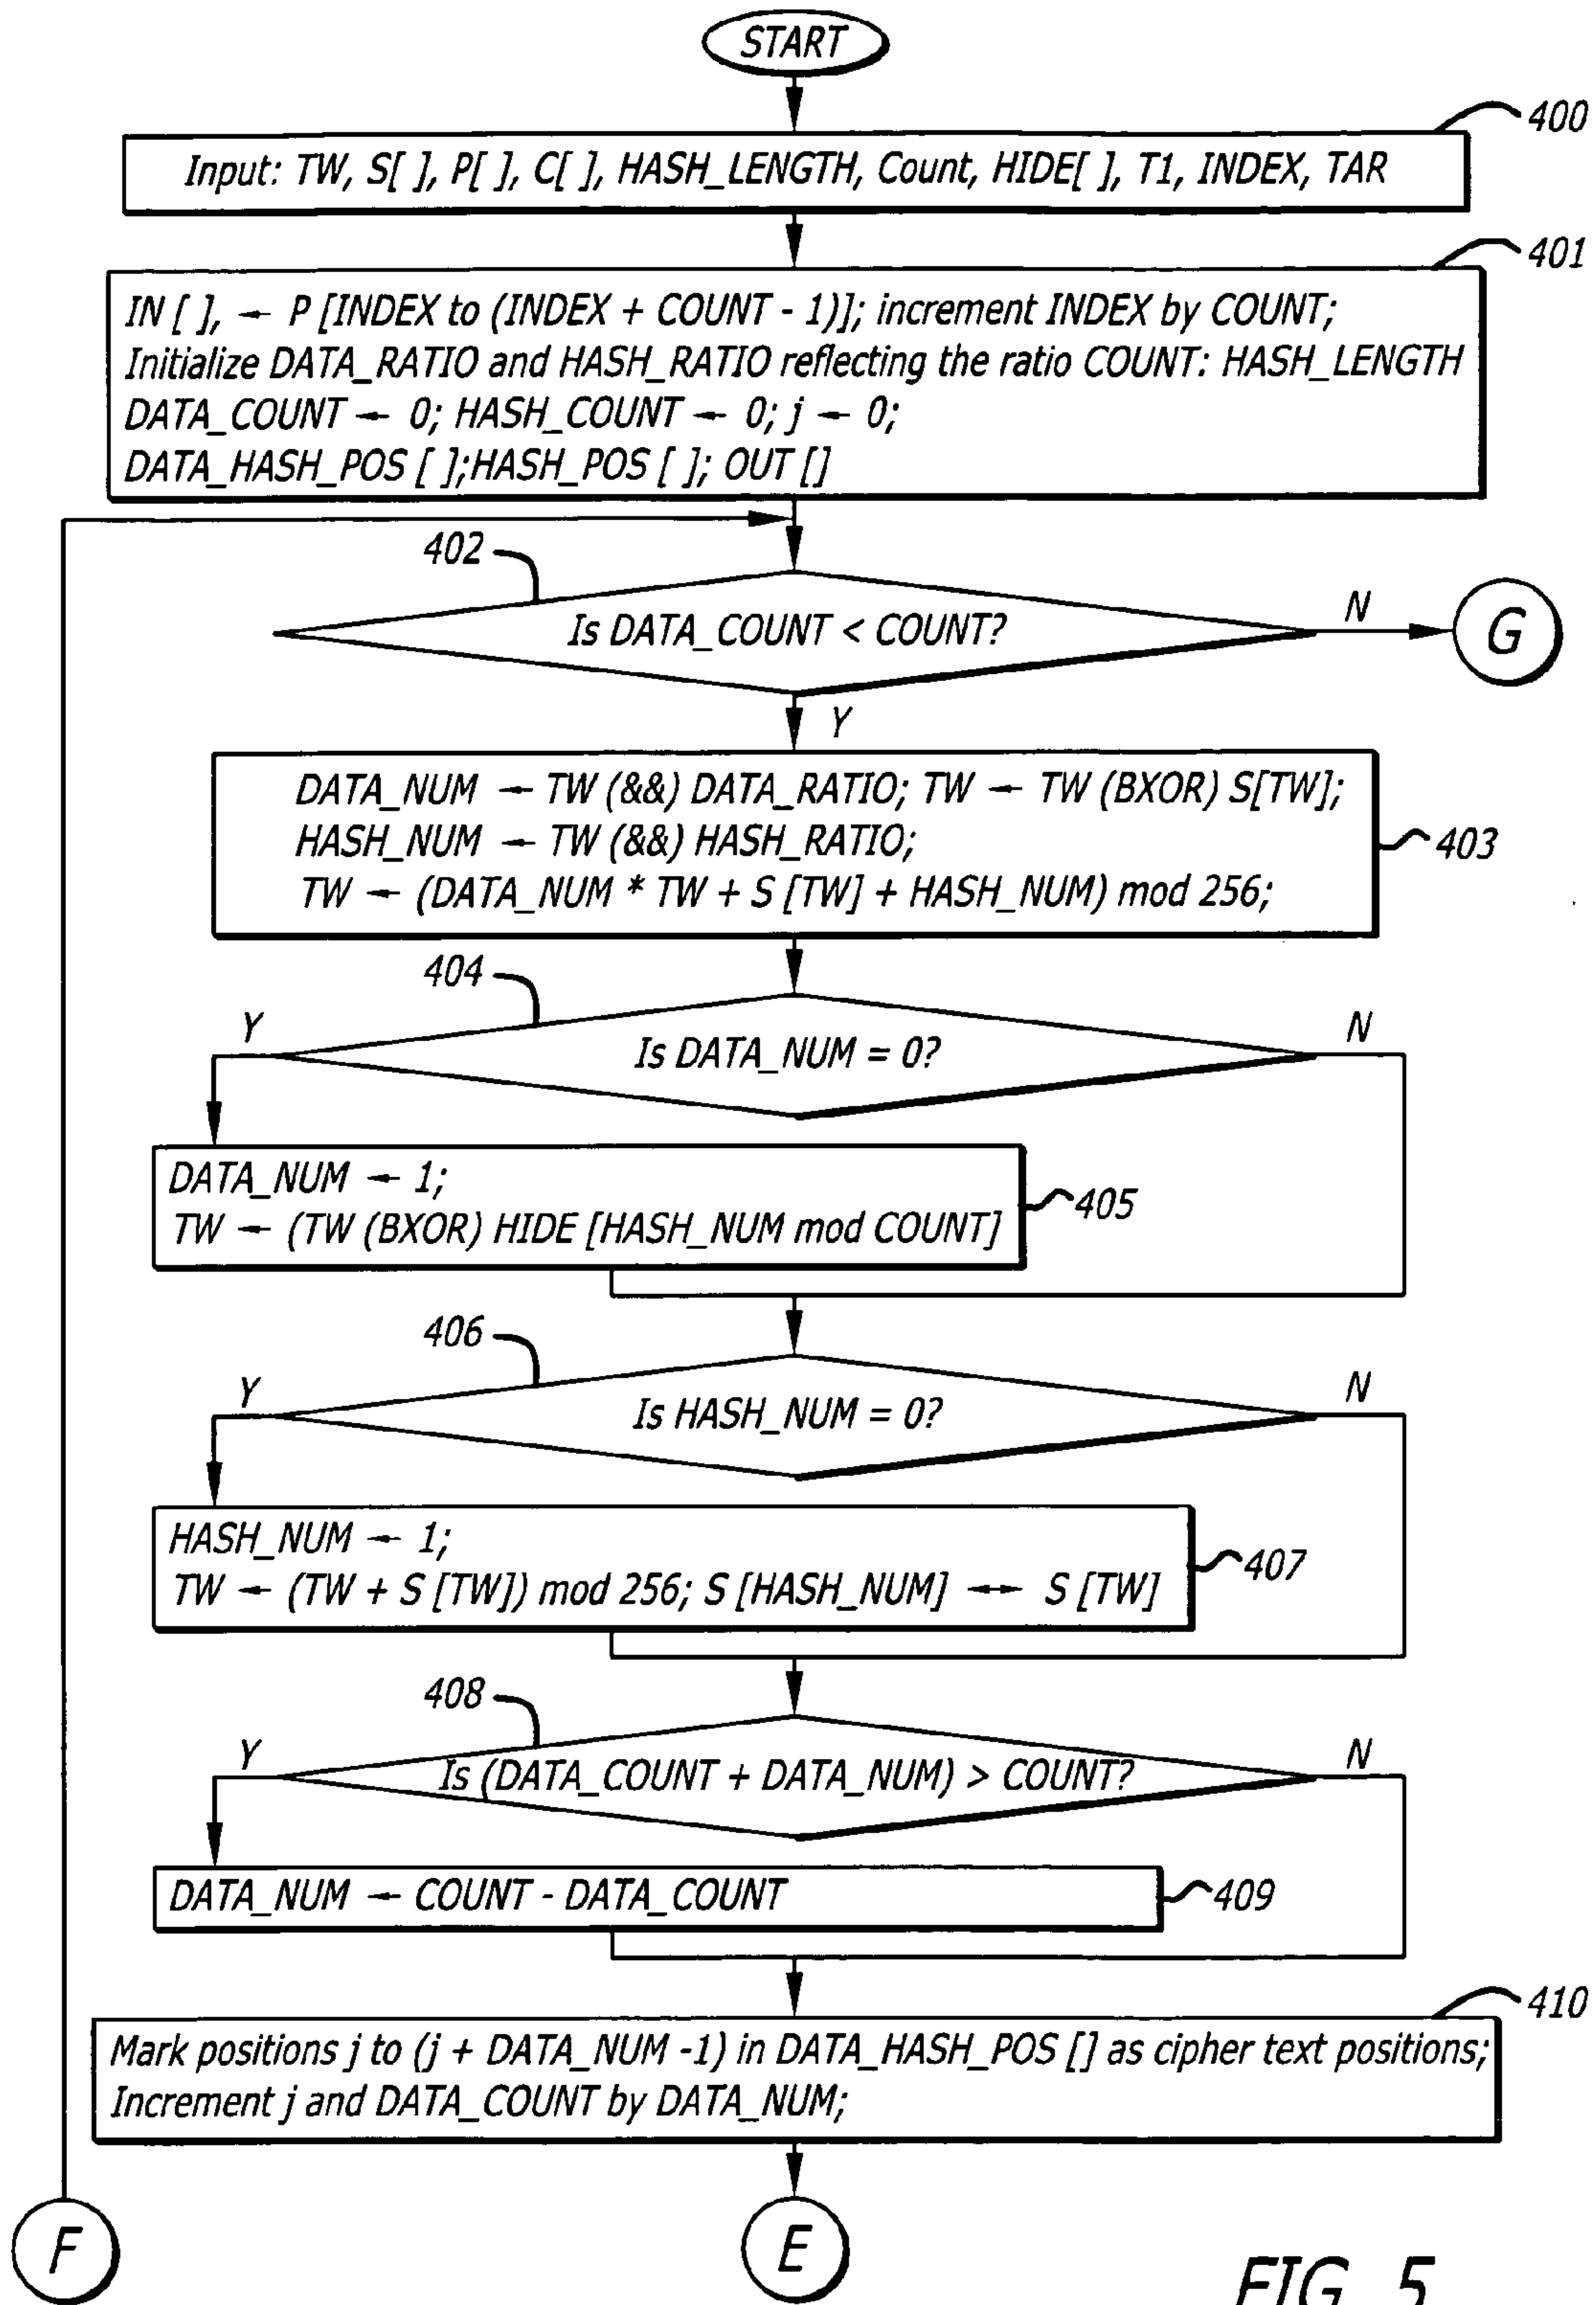 START
400
Input: TW, S[ ], P[ ], C[ ], HASH_LENGTH, Count, HIDE[ ], T1, INDEX, TAR
401
IN [ ], ← P [INDEX to (INDEX + COUNT - 1)]; increment INDEX by COUNT;
Initialize DATA_RATIO and HASH_RATIO reflecting the ratio COUNT: HASH_LENGTH
DATA_COUNT ← 0; HASH_COUNT ← 0; j ← 0;
DATA_HASH_POS [ ];HASH_POS [ ]; OUT []
402
Is DATA_COUNT < COUNT?
N
G
Y
DATA_NUM ← TW (&&) DATA_RATIO; TW ← TW (BXOR) S[TW];
HASH_NUM ← TW (&&) HASH_RATIO;
TW ← (DATA_NUM * TW + S [TW] + HASH_NUM) mod 256;
403
404
Y
Is DATA_NUM = 0?
N
DATA_NUM ← 1;
TW ← (TW (BXOR) HIDE [HASH_NUM mod COUNT]
405
406
Y
Is HASH_NUM = 0?
N
HASH_NUM ← 1;
TW ← (TW + S [TW]) mod 256; S [HASH_NUM] ↔ S [TW]
407
408
Y
Is (DATA_COUNT + DATA_NUM) > COUNT?
N
DATA_NUM ← COUNT - DATA_COUNT
409
410
Mark positions j to (j + DATA_NUM -1) in DATA_HASH_POS [] as cipher text positions;
Increment j and DATA_COUNT by DATA_NUM;
F
E
FIG. 5